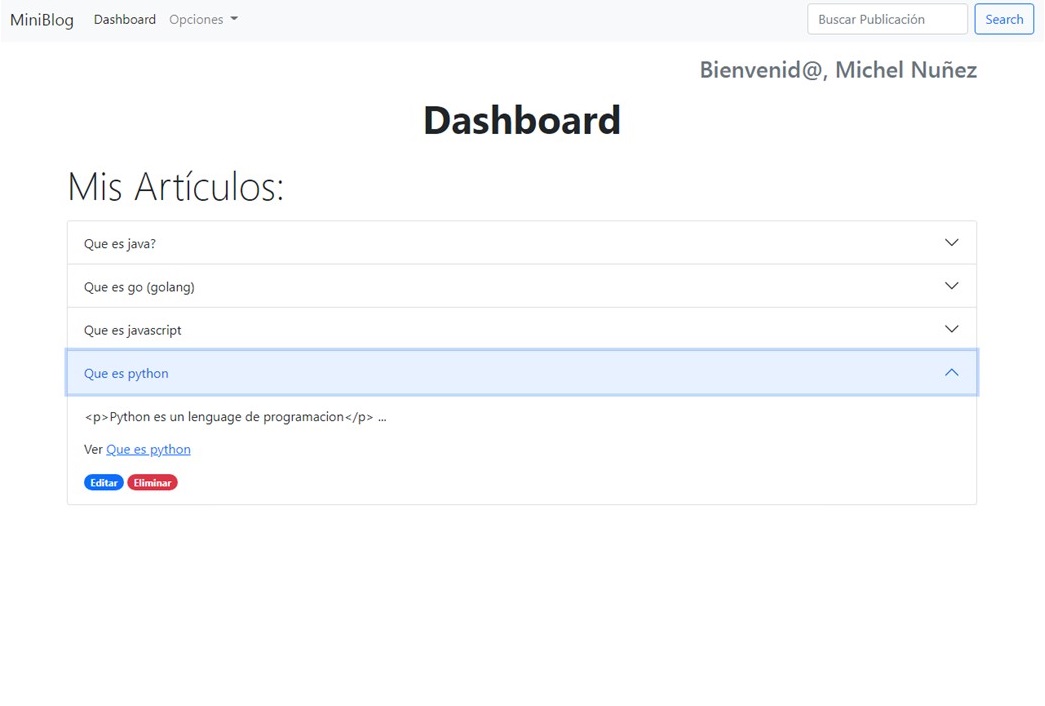 MiniBlog Dashboard Opciones Buscar Publicación Search
Bienvenid@, Michel Nuñez
Dashboard
Mis Artículos:
Que es java?
Que es go (golang)
Que es javascript
Que es python
<p>Python es un lenguage de programacion</p> ...
Ver Que es python
Editar Eliminar